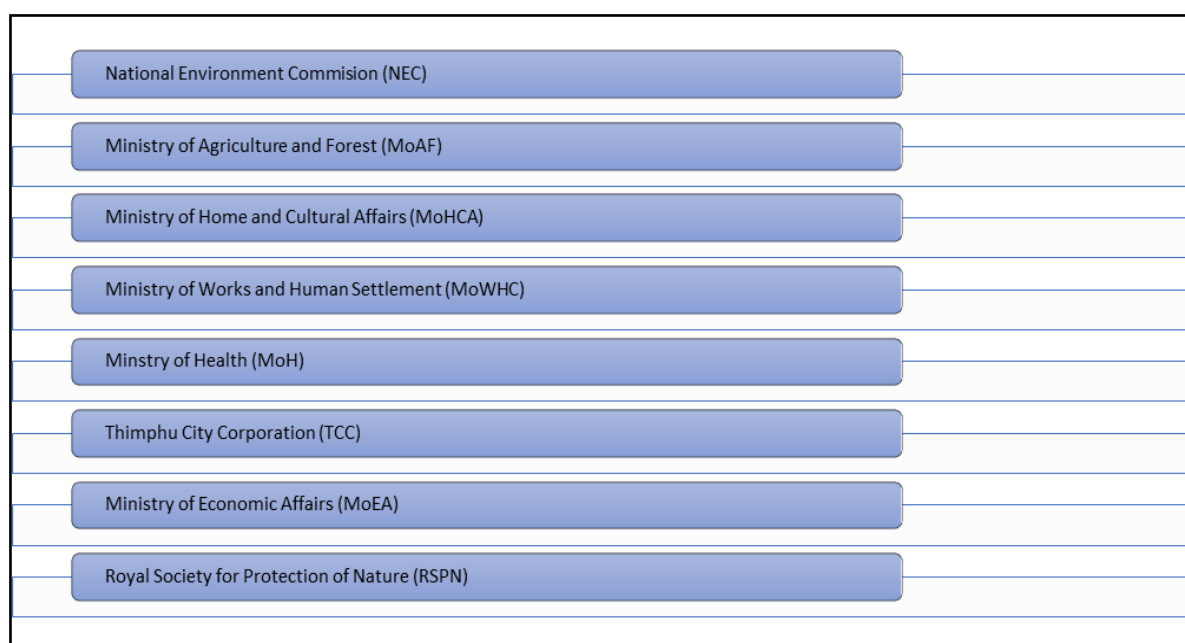 National Environment Commision (NEC)
Ministry of Agriculture and Forest (MoAF)
Ministry of Home and Cultural Affairs (MoHCA)
Ministry of Works and Human Settlement (MoWHC)
Minstry of Health (MoH)
Thimphu City Corporation (TCC)
Ministry of Economic Affairs (MoEA)
Royal Society for Protection of Nature (RSPN)